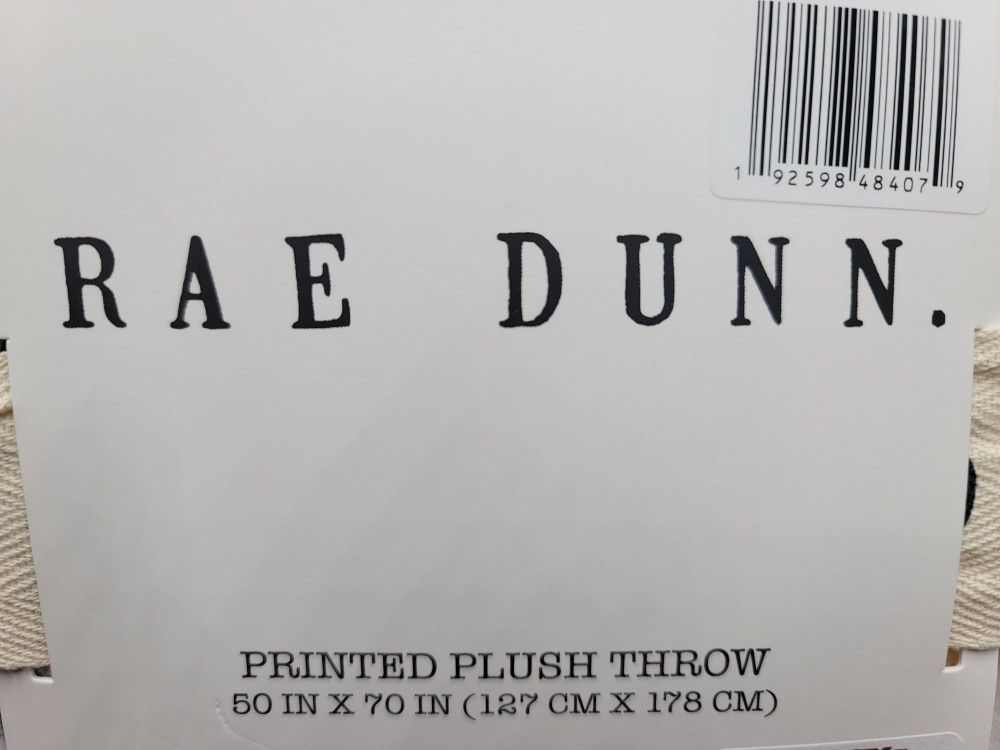 1 92598 48407 9
RAE DUNN.
PRINTED PLUSH THROW
50 IN X 70 IN (127 CM X 178 CM)